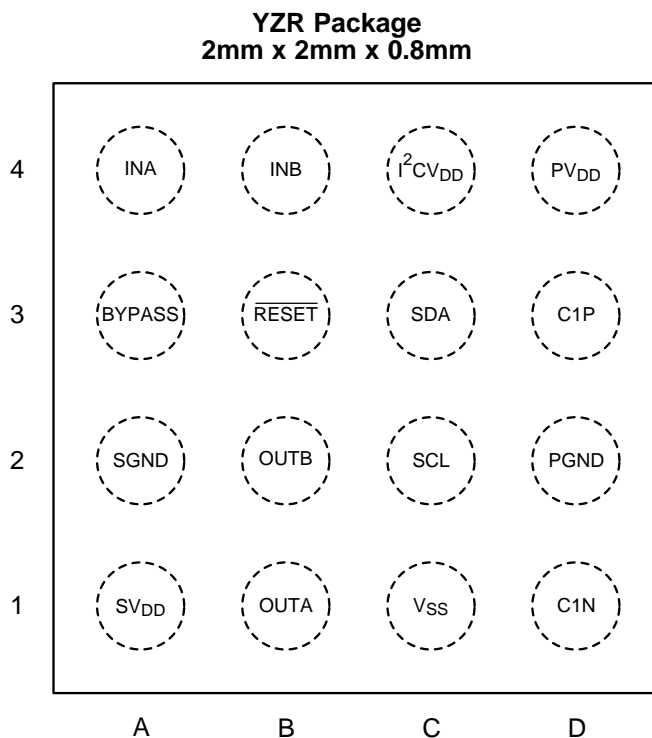 YZR Package
2mm x 2mm x 0.8mm
4 INA INB I²CVDD PVDD
3 BYPASS RESET SDA C1P
2 SGND OUTB SCL PGND
1 SVDD OUTA VSS C1N
A B C D